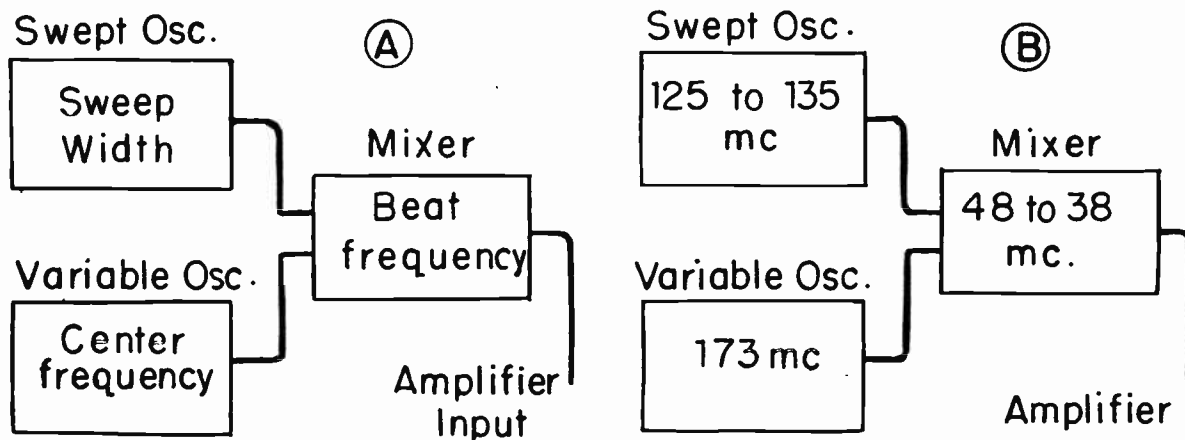 Swept Osc.
A
Sweep
Width
Mixer
Beat
frequency
Variable Osc.
Center
frequency
Amplifier
Input
Swept Osc.
B
125 to 135
mc
Mixer
48 to 38
mc.
Variable Osc.
173 mc
Amplifier